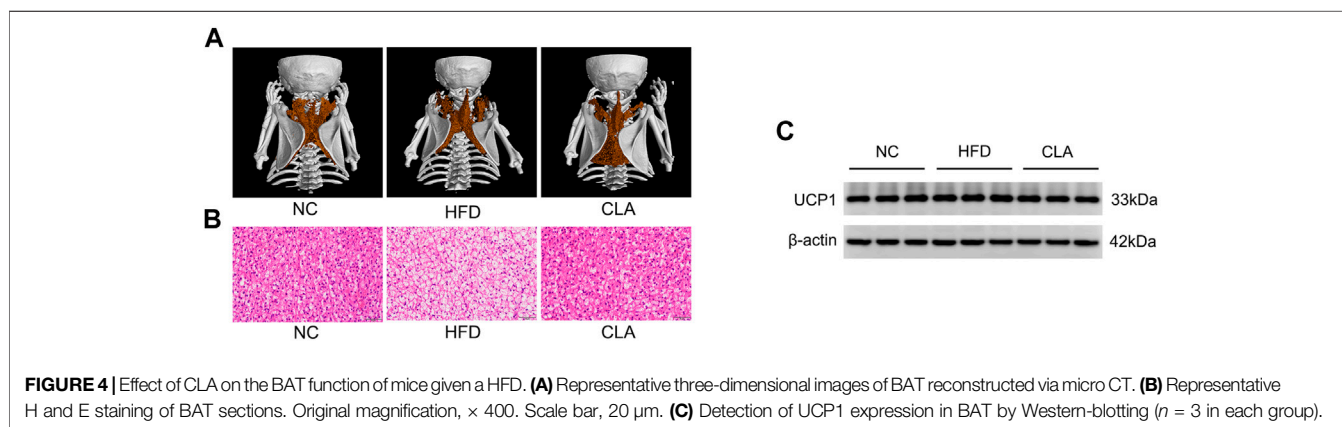 A
NC
HFD
CLA
B
NC
HFD
CLA
C
NC HFD CLA
UCP1 33kDa
β-actin 42kDa
FIGURE 4 | Effect of CLA on the BAT function of mice given a HFD. (A) Representative three-dimensional images of BAT reconstructed via micro CT. (B) Representative
H and E staining of BAT sections. Original magnification, × 400. Scale bar, 20 μm. (C) Detection of UCP1 expression in BAT by Western-blotting (n = 3 in each group).